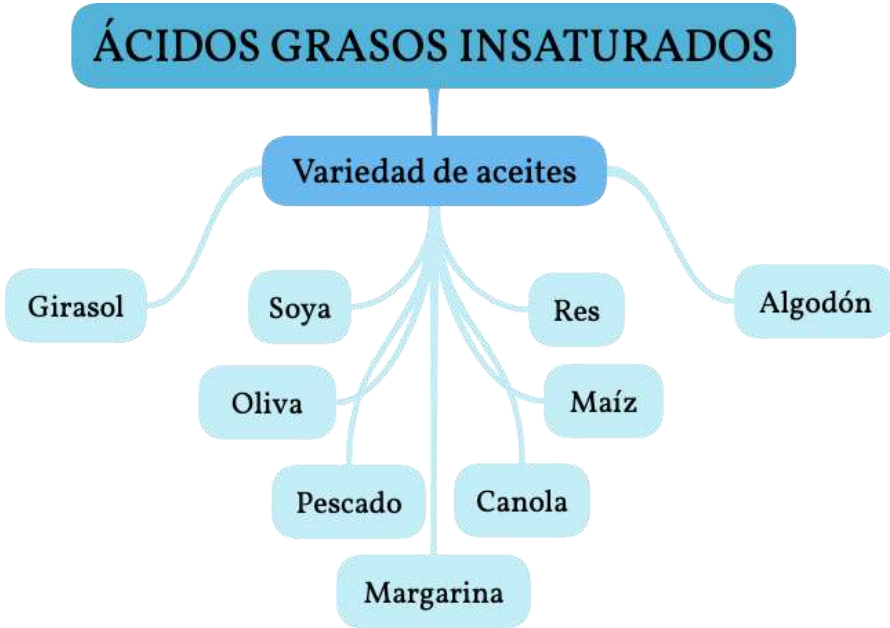 ÁCIDOS GRASOS INSATURADOS
Variedad de aceites
Girasol
Soya
Res
Algodón
Oliva
Maíz
Pescado
Canola
Margarina